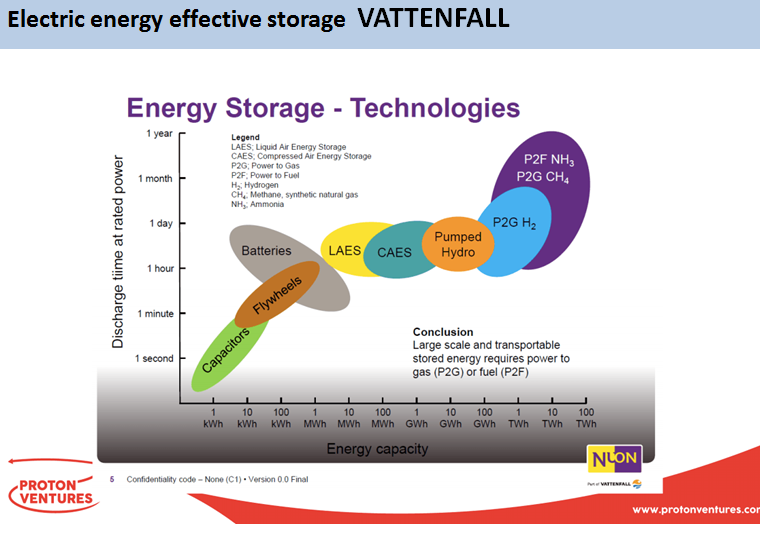 Electric energy effective storage VATTENFALL
Energy Storage - Technologies
Discharge tiime at rated power
1 year
1 month
1 day
1 hour
1 minute
1 second
Legend
LAES; Liquid Air Energy Storage
CAES; Compressed Air Energy Storage
P2G; Power to Gas
P2F; Power to Fuel
H₂; Hydrogen
CH₄; Methane, synthetic natural gas
NH₃; Ammonia
P2F NH₃
P2G CH₄
P2G H₂
Pumped
Hydro
CAES
LAES
Batteries
Flywheels
Capacitors
Conclusion
Large scale and transportable
stored energy requires power to
gas (P2G) or fuel (P2F)
1 10 100 1 10 100 1 10 100 1 10 100
kWh kWh kWh MWh MWh MWh GWh GWh GWh TWh TWh TWh
Energy capacity
NUON
Part of VATTENFALL
5 Confidentiality code – None (C1) • Version 0.0 Final
PROTON
VENTURES
www.protonventures.com